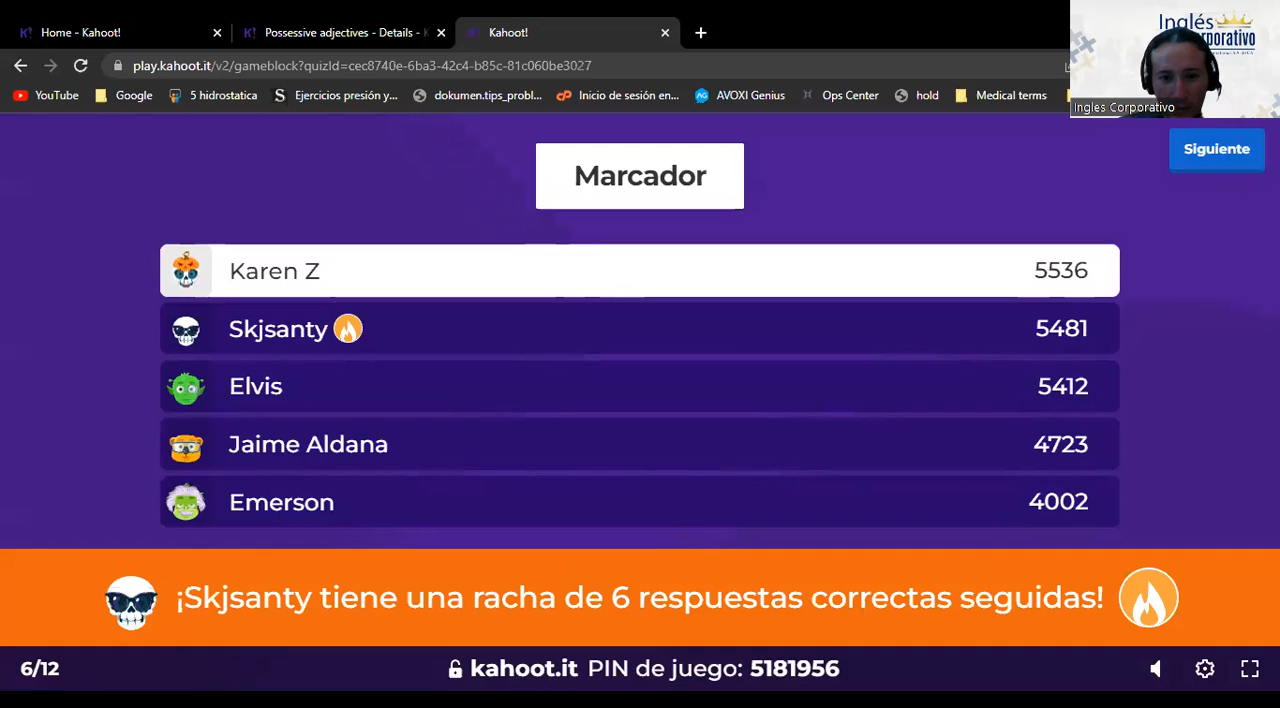 Home - Kahoot!
Possessive adjectives - Details -
Kahoot!
play.kahoot.it/v2/gameblock?quizId=cec8740e-6ba3-42c4-b85c-81c060be3027
YouTube Google 5 hidrostatica Ejercicios presión y... dokumen.tips_probl... Inicio de sesión en... AVOXI Genius Ops Center hold Medical terms
Inglés
Ingles Corporativo
Siguiente
Marcador
Karen Z 5536
Skjsanty 5481
Elvis 5412
Jaime Aldana 4723
Emerson 4002
¡Skjsanty tiene una racha de 6 respuestas correctas seguidas!
6/12 kahoot.it PIN de juego: 5181956